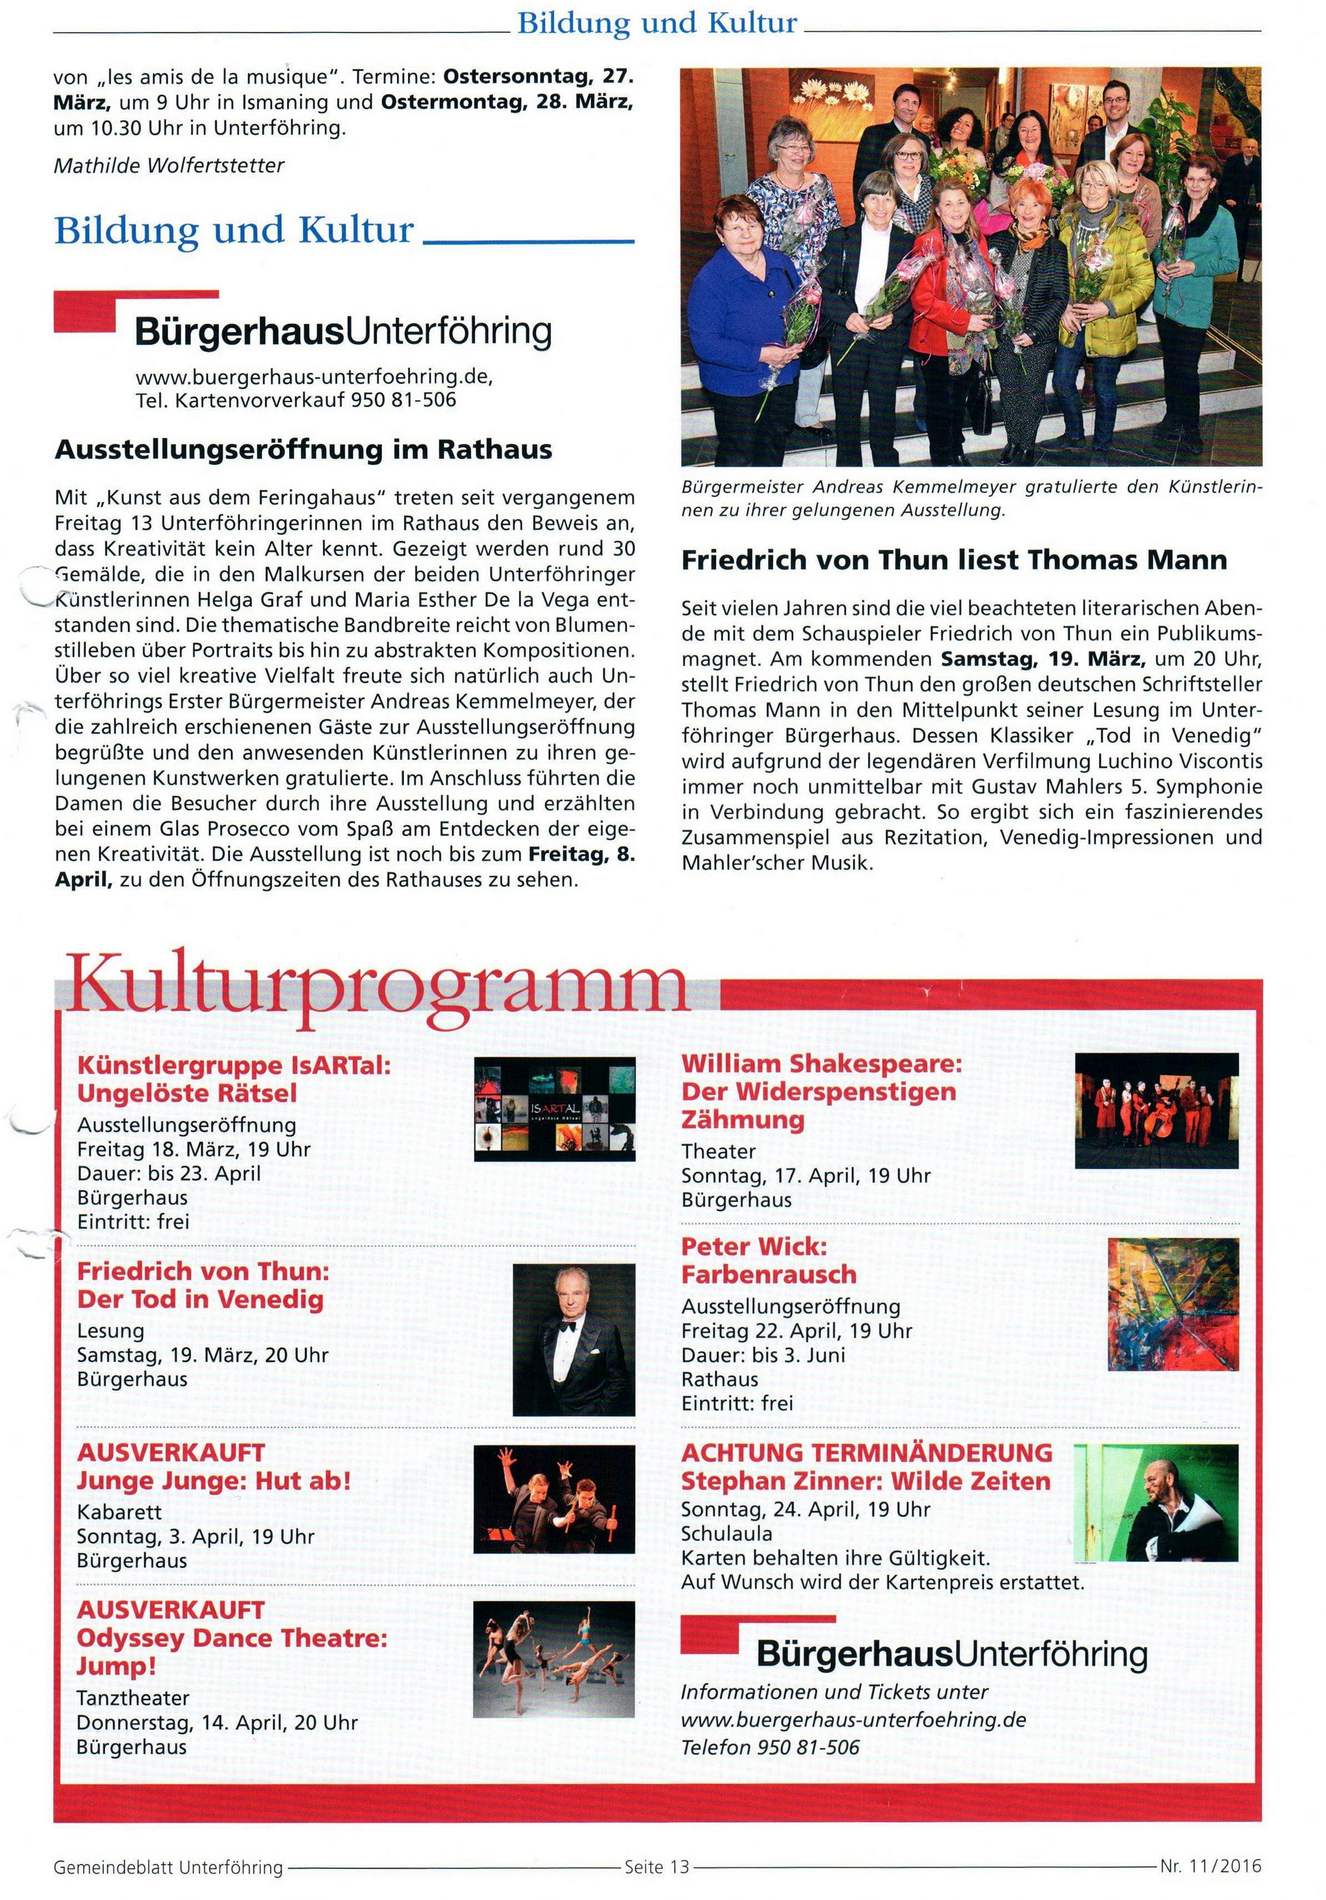 Bildung und Kultur
von „les amis de la musique“. Termine: Ostersonntag, 27.
März, um 9 Uhr in Ismaning und Ostermontag, 28. März,
um 10.30 Uhr in Unterföhring.
Mathilde Wolfertstetter
Bildung und Kultur
BürgerhausUnterföhring
www.buergerhaus-unterfoehring.de,
Tel. Kartenvorverkauf 950 81-506
Ausstellungseröffnung im Rathaus
Mit „Kunst aus dem Feringahaus“ treten seit vergangenem
Freitag 13 Unterföhringerinnen im Rathaus den Beweis an,
dass Kreativität kein Alter kennt. Gezeigt werden rund 30
Gemälde, die in den Malkursen der beiden Unterföhringer
Künstlerinnen Helga Graf und Maria Esther De la Vega ent-
standen sind. Die thematische Bandbreite reicht von Blumen-
stilleben über Portraits bis hin zu abstrakten Kompositionen.
Über so viel kreative Vielfalt freute sich natürlich auch Un-
terföhrings Erster Bürgermeister Andreas Kemmelmeyer, der
die zahlreich erschienenen Gäste zur Ausstellungseröffnung
begrüßte und den anwesenden Künstlerinnen zu ihren ge-
lungenen Kunstwerken gratulierte. Im Anschluss führten die
Damen die Besucher durch ihre Ausstellung und erzählten
bei einem Glas Prosecco vom Spaß am Entdecken der eige-
nen Kreativität. Die Ausstellung ist noch bis zum Freitag, 8.
April, zu den Öffnungszeiten des Rathauses zu sehen.
Bürgermeister Andreas Kemmelmeyer gratulierte den Künstlerin-
nen zu ihrer gelungenen Ausstellung.
Friedrich von Thun liest Thomas Mann
Seit vielen Jahren sind die viel beachteten literarischen Aben-
de mit dem Schauspieler Friedrich von Thun ein Publikums-
magnet. Am kommenden Samstag, 19. März, um 20 Uhr,
stellt Friedrich von Thun den großen deutschen Schriftsteller
Thomas Mann in den Mittelpunkt seiner Lesung im Unter-
föhringer Bürgerhaus. Dessen Klassiker „Tod in Venedig“
wird aufgrund der legendären Verfilmung Luchino Viscontis
immer noch unmittelbar mit Gustav Mahlers 5. Symphonie
in Verbindung gebracht. So ergibt sich ein faszinierendes
Zusammenspiel aus Rezitation, Venedig-Impressionen und
Mahler’scher Musik.
Kulturprogramm
Künstlergruppe IsARTal:
Ungelöste Rätsel
Ausstellungseröffnung
Freitag 18. März, 19 Uhr
Dauer: bis 23. April
Bürgerhaus
Eintritt: frei
ISARTAL
ungelöste Rätsel
Friedrich von Thun:
Der Tod in Venedig
Lesung
Samstag, 19. März, 20 Uhr
Bürgerhaus
AUSVERKAUFT
Junge Junge: Hut ab!
Kabarett
Sonntag, 3. April, 19 Uhr
Bürgerhaus
AUSVERKAUFT
Odyssey Dance Theatre:
Jump!
Tanztheater
Donnerstag, 14. April, 20 Uhr
Bürgerhaus
William Shakespeare:
Der Widerspenstigen
Zähmung
Theater
Sonntag, 17. April, 19 Uhr
Bürgerhaus
Peter Wick:
Farbenrausch
Ausstellungseröffnung
Freitag 22. April, 19 Uhr
Dauer: bis 3. Juni
Rathaus
Eintritt: frei
ACHTUNG TERMINÄNDERUNG
Stephan Zinner: Wilde Zeiten
Sonntag, 24. April, 19 Uhr
Schulaula
Karten behalten ihre Gültigkeit.
Auf Wunsch wird der Kartenpreis erstattet.
BürgerhausUnterföhring
Informationen und Tickets unter
www.buergerhaus-unterfoehring.de
Telefon 950 81-506
Gemeindeblatt Unterföhring
Seite 13
Nr. 11/2016